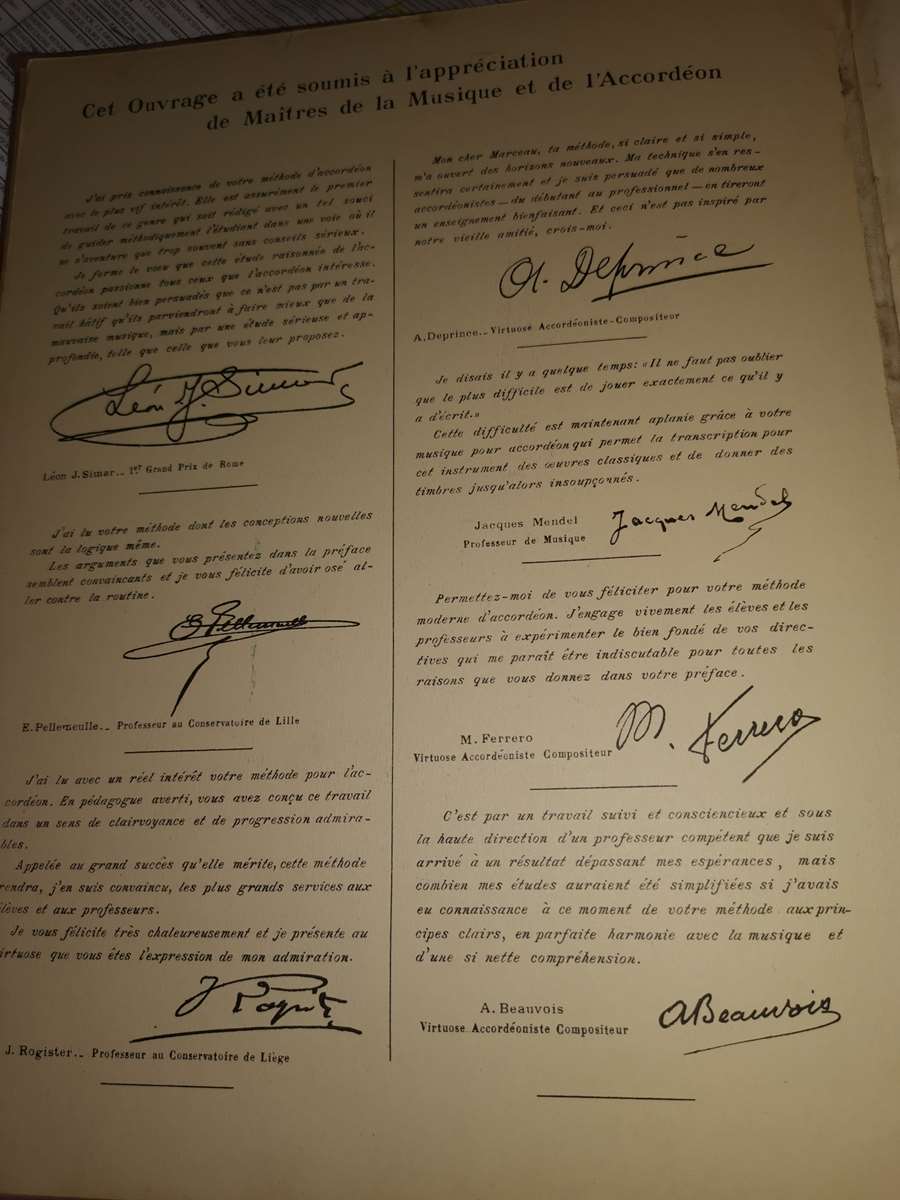 Cet Ouvrage a été soumis à l'appréciation
de Maîtres de la Musique et de l'Accordéon
J'ai pris connaissance de votre méthode d'accordéon
avec le plus vif intérêt. Elle est assurément le premier
travail de ce genre qui soit rédigé avec un tel souci
de guider méthodiquement l'étudiant dans une voie où il
ne s'aventure que trop souvent sans conseils sérieux.
Je forme le vœu que cette étude raisonnée de l'ac-
cordéon passionne tous ceux que l'accordéon intéresse.
Qu'ils soient bien persuadés que ce n'est pas par un tra-
vail hâtif qu'ils parviendront à faire mieux que de la
mauvaise musique, mais par une étude sérieuse et ap-
profondie, telle que celle que vous leur proposez.
Léon J. Simar
Léon J. Simar_ 1er Grand Prix de Rome
J'ai lu votre méthode dont les conceptions nouvelles
sont la logique même.
Les arguments que vous présentez dans la préface
semblent convaincants et je vous félicite d'avoir osé al-
ler contre la routine.
E Pellemeulle
E. Pellemeulle_ Professeur au Conservatoire de Lille
J'ai lu avec un réel intérêt votre méthode pour l'ac-
cordéon. En pédagogue averti, vous avez conçu ce travail
dans un sens de clairvoyance et de progression admira-
bles.
Appelée au grand succès qu'elle mérite, cette méthode
rendra, j'en suis convaincu, les plus grands services aux
élèves et aux professeurs.
Je vous félicite très chaleureusement et je présente au
virtuose que vous êtes l'expression de mon admiration.
J Rogister
J. Rogister_ Professeur au Conservatoire de Liège
Mon cher Marceau, ta méthode, si claire et si simple,
m'a ouvert des horizons nouveaux. Ma technique s'en res-
sentira certainement et je suis persuadé que de nombreux
accordéonistes — du débutant au professionnel — en tireront
un enseignement bienfaisant. Et ceci n'est pas inspiré par
notre vieille amitié, crois-moi.
A. Deprince
A. Deprince_ Virtuose Accordéoniste-Compositeur
Je disais il y a quelque temps: «Il ne faut pas oublier
que le plus difficile est de jouer exactement ce qu'il y
a d'écrit.»
Cette difficulté est maintenant aplanie grâce à votre
musique pour accordéon qui permet la transcription pour
cet instrument des œuvres classiques et de donner des
timbres jusqu'alors insoupçonnés.
Jacques Mendel
Professeur de Musique
Jacques Mendel
Permettez-moi de vous féliciter pour votre méthode
moderne d'accordéon. J'engage vivement les élèves et les
professeurs à expérimenter le bien fondé de vos direc-
tives qui me paraît être indiscutable pour toutes les
raisons que vous donnez dans votre préface.
M. Ferrero
Virtuose Accordéoniste Compositeur
M. Ferrero
C'est par un travail suivi et consciencieux et sous
la haute direction d'un professeur compétent que je suis
arrivé à un résultat dépassant mes espérances, mais
combien mes études auraient été simplifiées si j'avais
eu connaissance à ce moment de votre méthode aux prin-
cipes clairs, en parfaite harmonie avec la musique et
d'une si nette compréhension.
A. Beauvois
Virtuose Accordéoniste Compositeur
ABeauvois